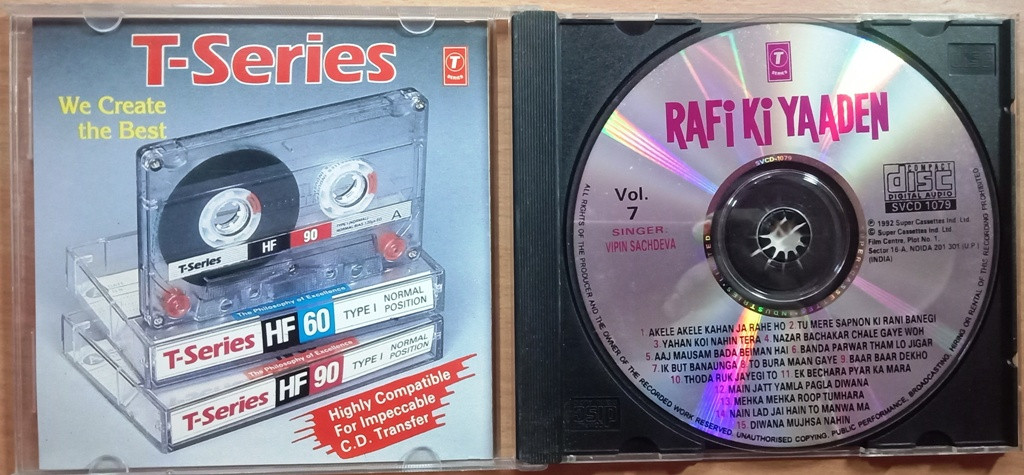 T-Series
T
SERIES
We Create
the Best
A
T-Series HF 90
The Philosophy of Excellence
T-Series HF 60 TYPE I NORMAL
POSITION
The Philosophy of Excellence
T-Series HF 90 TYPE I NORMAL
POSITION
Highly Compatible
For Impeccable
C.D. Transfer
T
SERIES
RAFi Ki YAADEN
SVCD-1079
Vol.
7
SINGER:
VIPIN SACHDEVA
COMPACT
disc
DIGITAL AUDIO
SVCD 1079
℗ 1992 Super Cassettes Ind. Ltd.
© Super Cassettes Ind. Ltd.
Film Centre, Plot No. 1,
Sector 16-A, NOIDA 201 301 (U.P.)
(INDIA)
1 AKELE AKELE KAHAN JA RAHE HO 2 TU MERE SAPNON KI RANI BANEGI
3 YAHAN KOI NAHIN TERA 4 NAZAR BACHAKAR CHALE GAYE WOH
5 AAJ MAUSAM BADA BEIMAN HAI 6 BANDA PARWAR THAM LO JIGAR
7 IK BUT BANAUNGA 8 TO BURA MAAN GAYE 9 BAAR BAAR DEKHO
10 THODA RUK JAYEGI TO 11 EK BECHARA PYAR KA MARA
12 MAIN JATT YAMLA PAGLA DIWANA
13 MEHKA MEHKA ROOP TUMHARA
14 NAIN LAD JAI HAIN TO MANWA MA
15 DIWANA MUJHSA NAHIN
ALL RIGHTS OF THE PRODUCER AND THE OWNER OF THE RECORDED WORK RESERVED. UNAUTHORISED COPYING, PUBLIC PERFORMANCE, BROADCASTING, HIRING OR RENTAL OF THIS RECORDING PROHIBITED